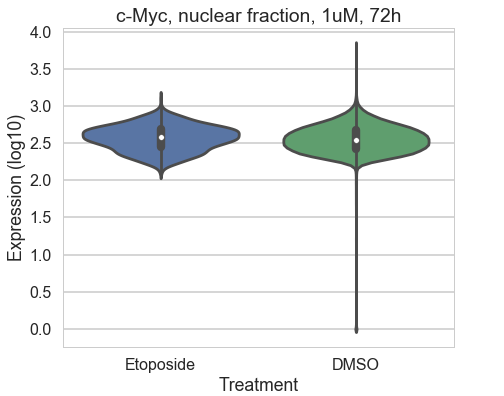 c-Myc, nuclear fraction, 1uM, 72h
Expression (log10)
4.0
3.5
3.0
2.5
2.0
1.5
1.0
0.5
0.0
Etoposide DMSO
Treatment